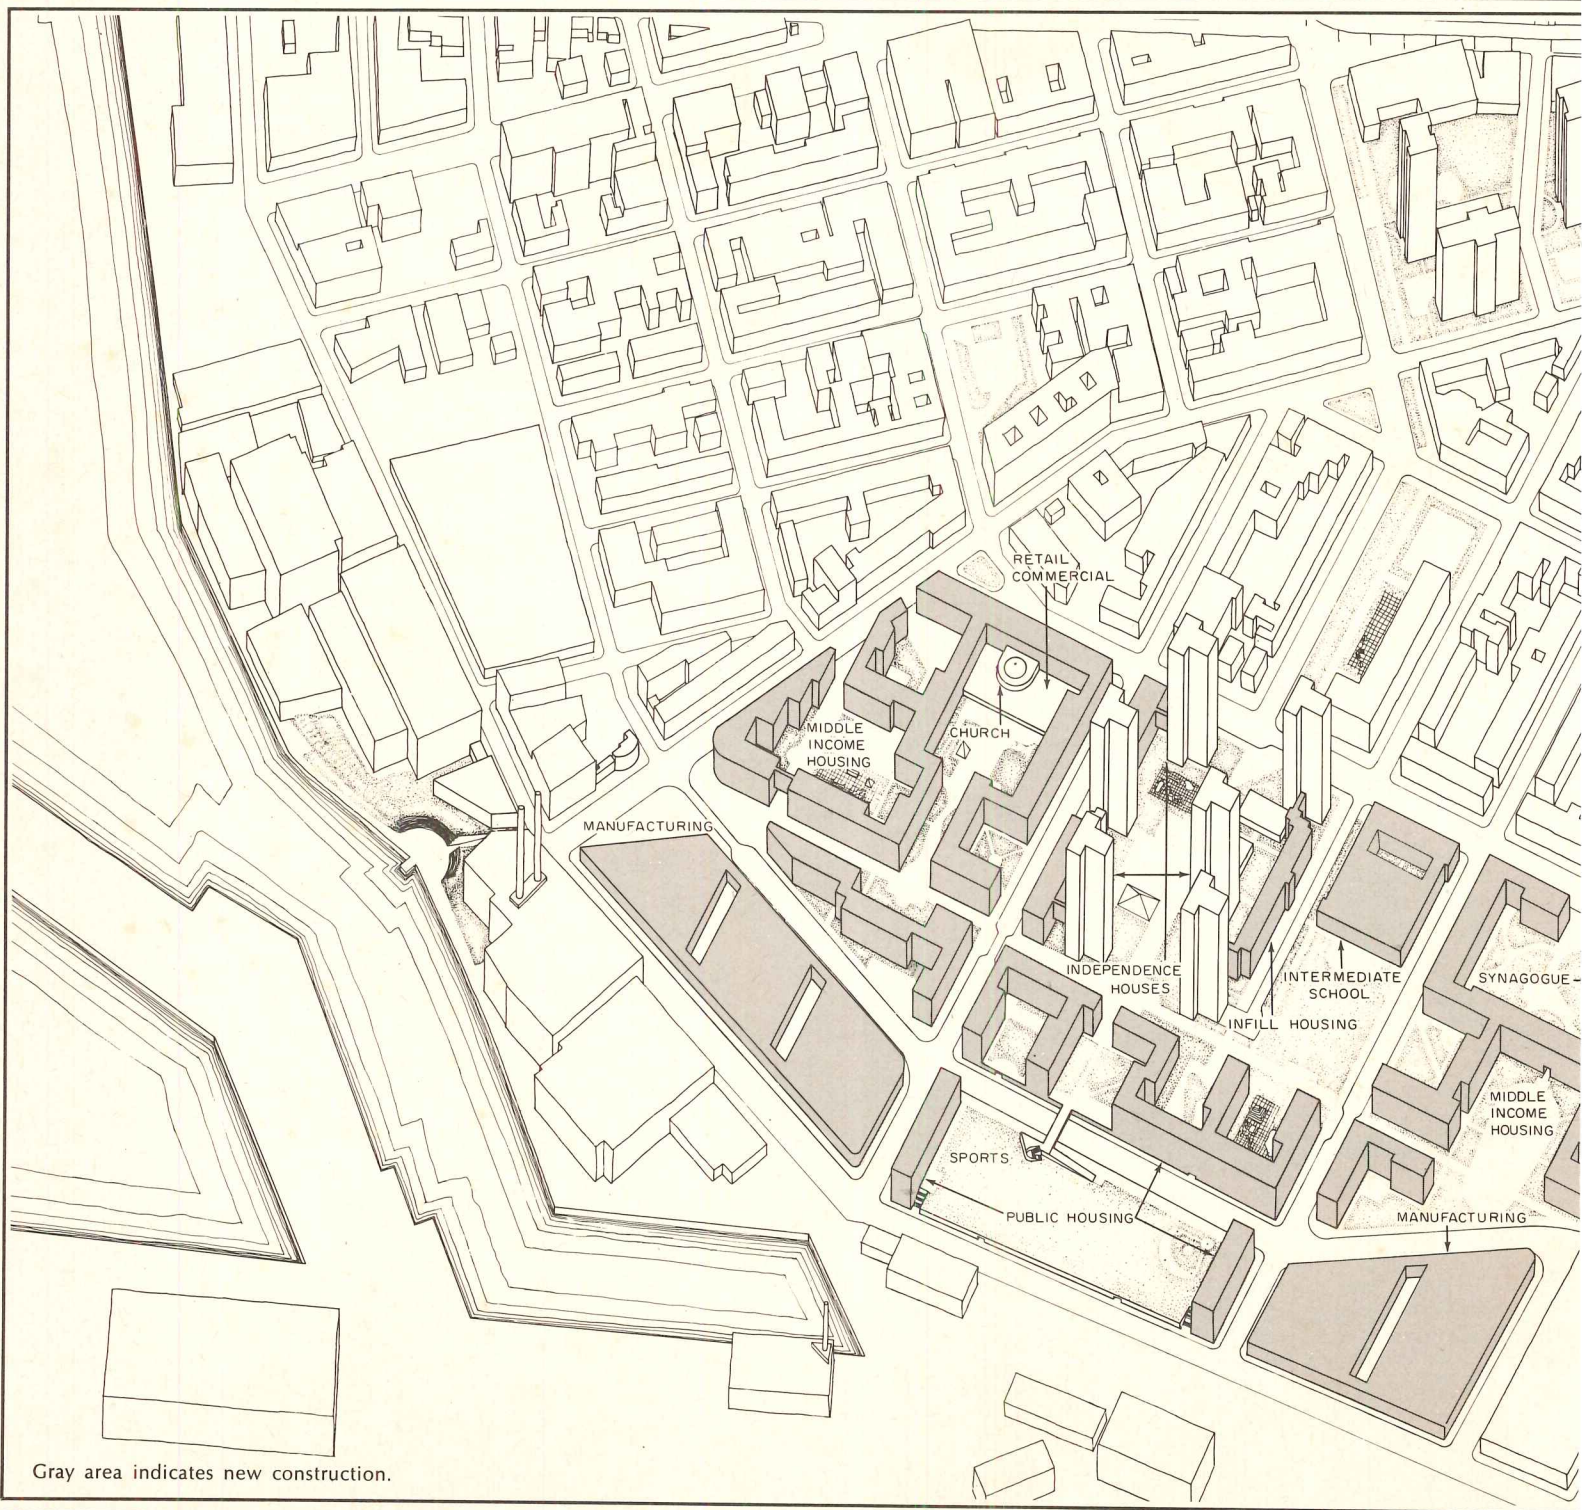 RETAIL
COMMERCIAL
CHURCH
MIDDLE
INCOME
HOUSING
MANUFACTURING
INDEPENDENCE
HOUSES
INTERMEDIATE
SCHOOL
SYNAGOGUE
INFILL HOUSING
MIDDLE
INCOME
HOUSING
SPORTS
PUBLIC HOUSING
MANUFACTURING
Gray area indicates new construction.